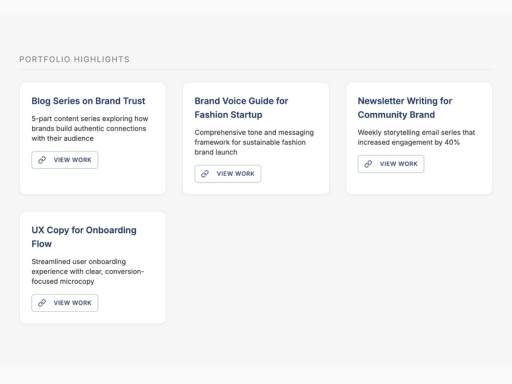 PORTFOLIO HIGHLIGHTS
Blog Series on Brand Trust
5-part content series exploring how
brands build authentic connections
with their audience
VIEW WORK
Brand Voice Guide for
Fashion Startup
Comprehensive tone and messaging
framework for sustainable fashion
brand launch
VIEW WORK
Newsletter Writing for
Community Brand
Weekly storytelling email series that
increased engagement by 40%
VIEW WORK
UX Copy for Onboarding
Flow
Streamlined user onboarding
experience with clear, conversion-
focused microcopy
VIEW WORK